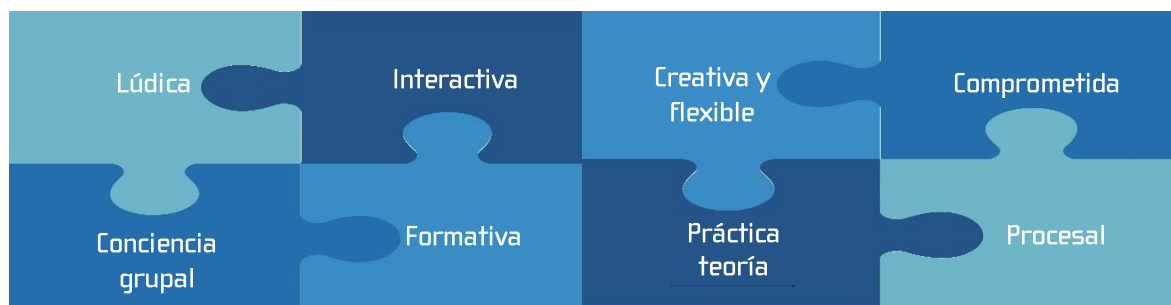 Lúdica
Interactiva
Creativa y
flexible
Comprometida
Conciencia
grupal
Formativa
Práctica
teoría
Procesal